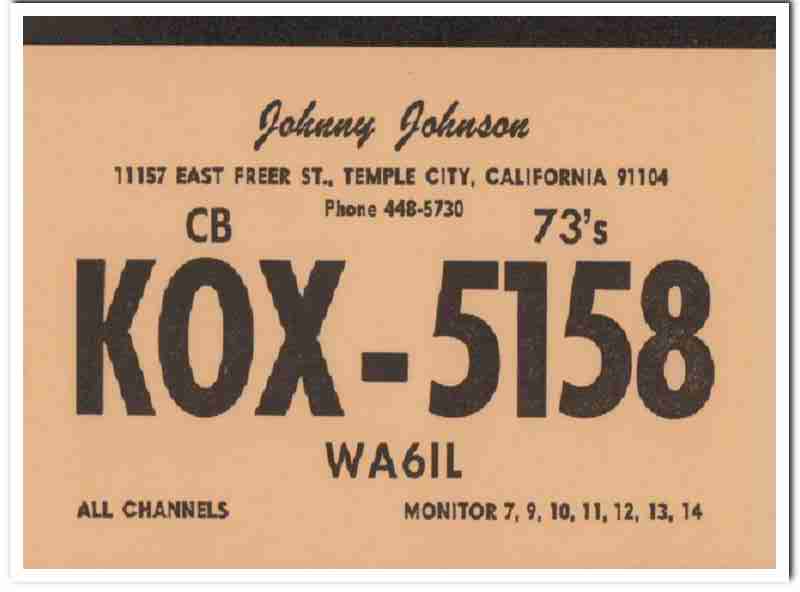 Johnny Johnson
11157 EAST FREER ST., TEMPLE CITY, CALIFORNIA 91104
Phone 448-5730
CB 73's
KOX-5158
WA6IL
ALL CHANNELS MONITOR 7, 9, 10, 11, 12, 13, 14